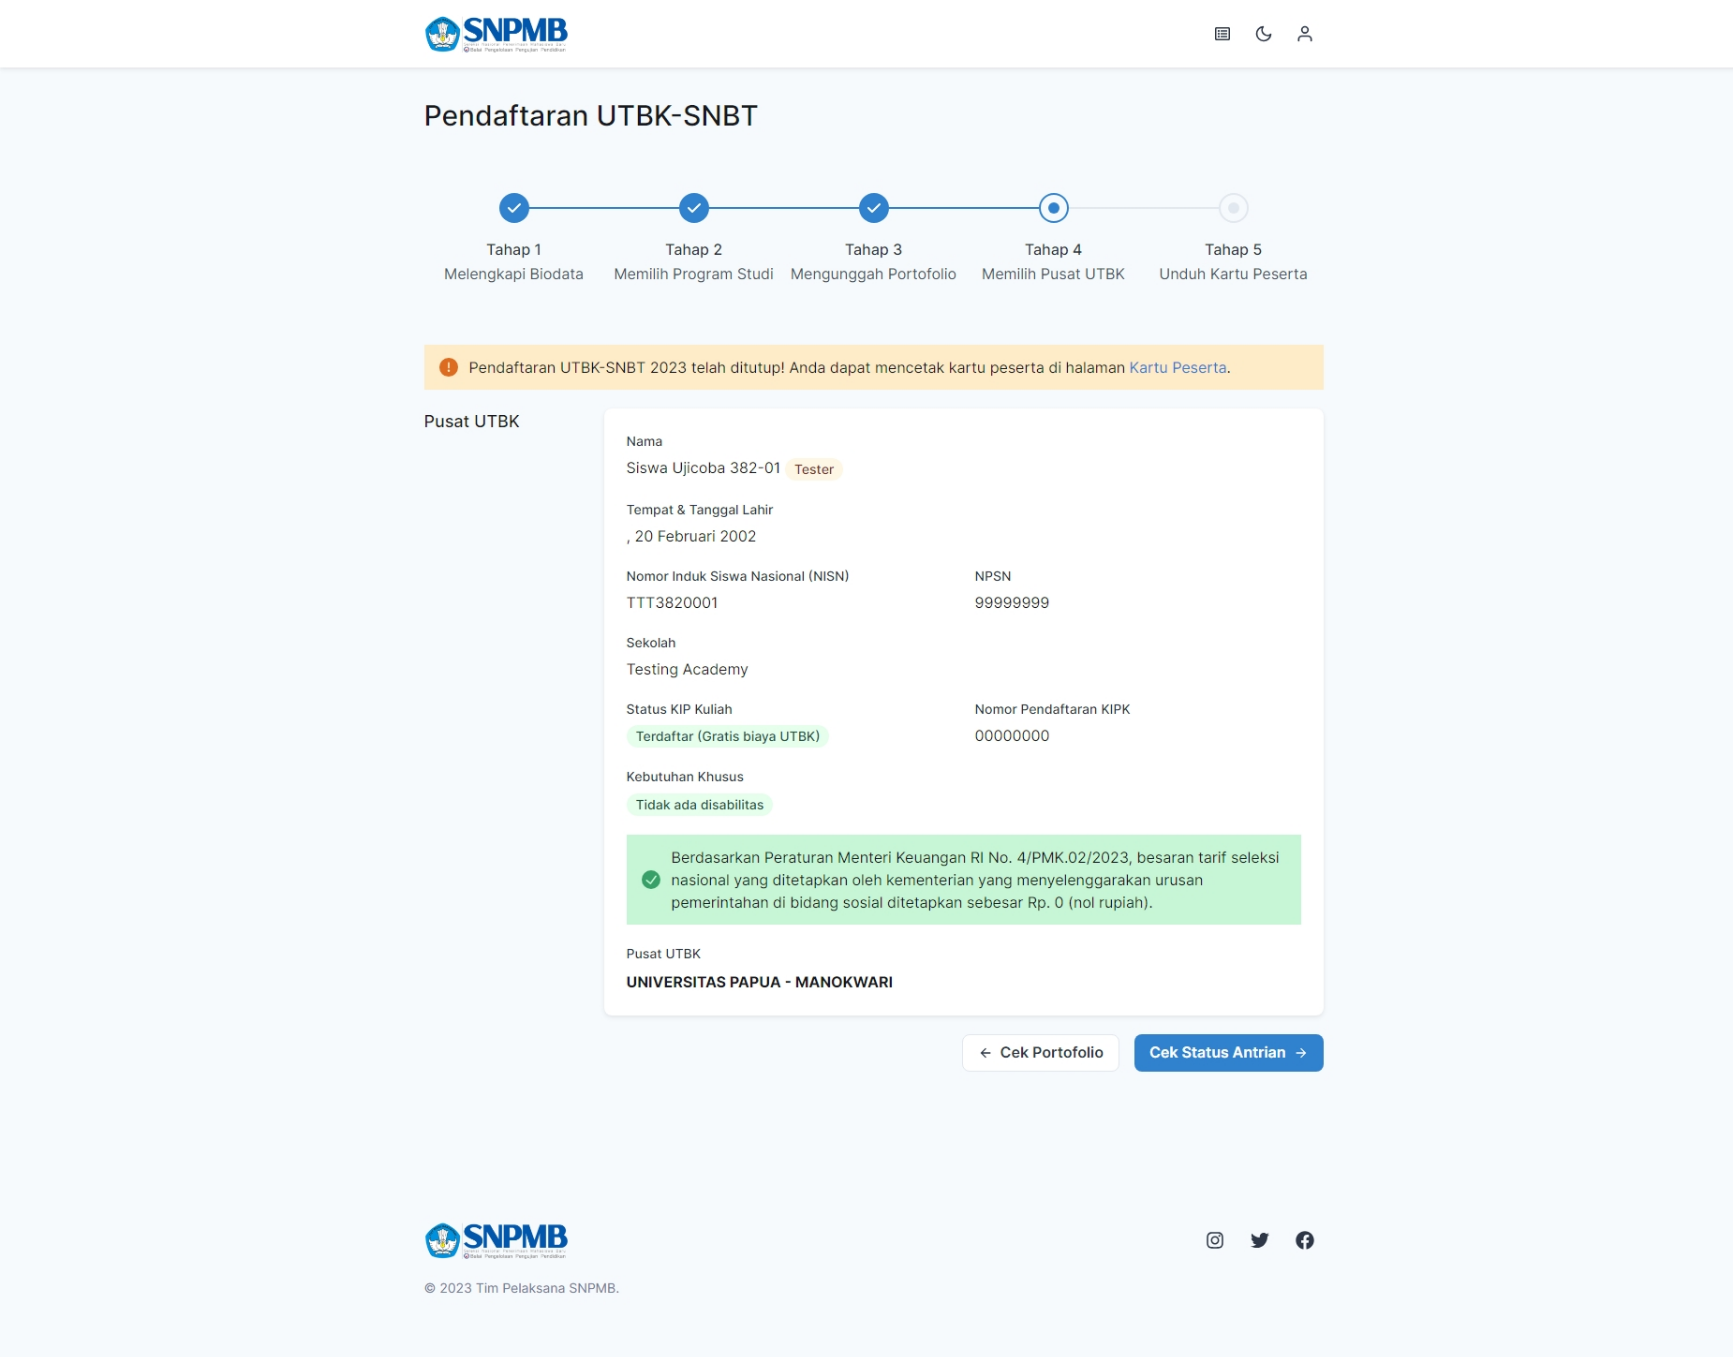 SNPMB
Pendaftaran UTBK-SNBT
Tahap 1
Melengkapi Biodata
Tahap 2
Memilih Program Studi
Tahap 3
Mengunggah Portofolio
Tahap 4
Memilih Pusat UTBK
Tahap 5
Unduh Kartu Peserta
Pendaftaran UTBK-SNBT 2023 telah ditutup! Anda dapat mencetak kartu peserta di halaman Kartu Peserta.
Pusat UTBK
Nama
Siswa Ujicoba 382-01 Tester
Tempat & Tanggal Lahir
, 20 Februari 2002
Nomor Induk Siswa Nasional (NISN)
TTT3820001
NPSN
99999999
Sekolah
Testing Academy
Status KIP Kuliah
Terdaftar (Gratis biaya UTBK)
Nomor Pendaftaran KIPK
00000000
Kebutuhan Khusus
Tidak ada disabilitas
Berdasarkan Peraturan Menteri Keuangan RI No. 4/PMK.02/2023, besaran tarif seleksi
nasional yang ditetapkan oleh kementerian yang menyelenggarakan urusan
pemerintahan di bidang sosial ditetapkan sebesar Rp. 0 (nol rupiah).
Pusat UTBK
UNIVERSITAS PAPUA - MANOKWARI
Cek Portofolio
Cek Status Antrian
SNPMB
© 2023 Tim Pelaksana SNPMB.